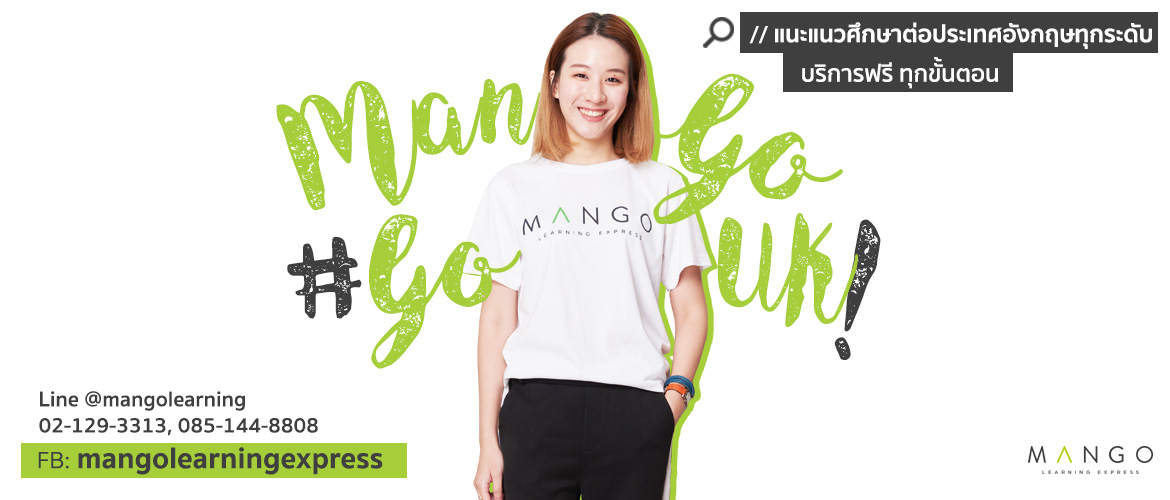 // แนะแนวศึกษาต่อประเทศอังกฤษทุกระดับ
บริการฟรี ทุกขั้นตอน
ManGo
#Go UK!
MANGO
LEARNING EXPRESS
Line @mangolearning
02-129-3313, 085-144-8808
FB: mangolearningexpress
MANGO
LEARNING EXPRESS